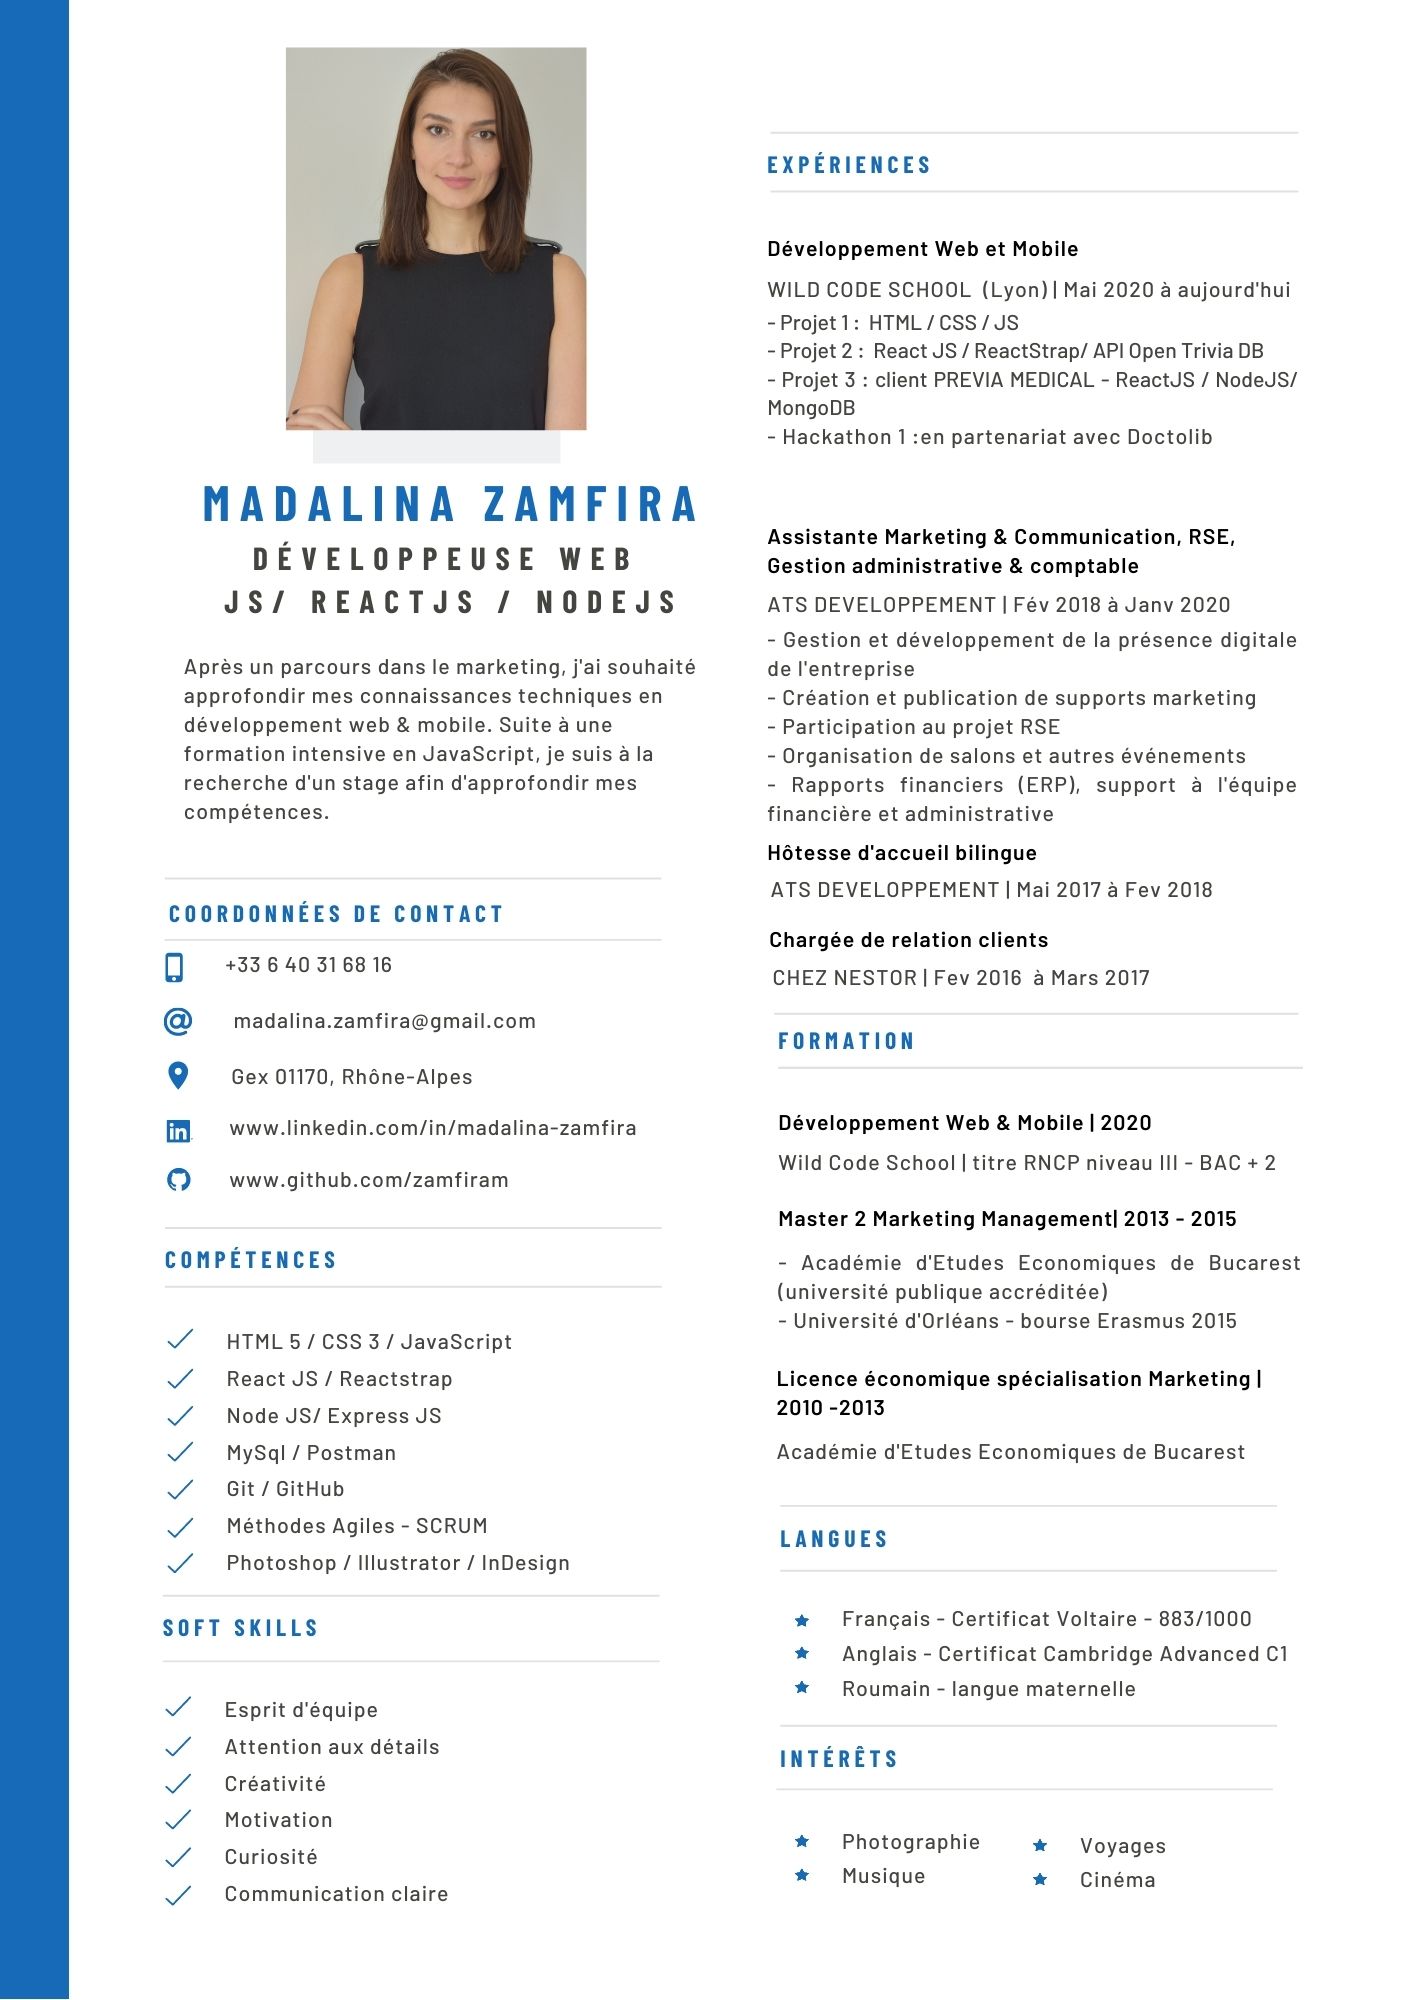 MADALINA ZAMFIRA
DÉVELOPPEUSE WEB
JS/ REACTJS / NODEJS
Après un parcours dans le marketing, j'ai souhaité
approfondir mes connaissances techniques en
développement web & mobile. Suite à une
formation intensive en JavaScript, je suis à la
recherche d'un stage afin d'approfondir mes
compétences.
COORDONNÉES DE CONTACT
+33 6 40 31 68 16
madalina.zamfira@gmail.com
Gex 01170, Rhône-Alpes
www.linkedin.com/in/madalina-zamfira
www.github.com/zamfiram
COMPÉTENCES
HTML 5 / CSS 3 / JavaScript
React JS / Reactstrap
Node JS/ Express JS
MySql / Postman
Git / GitHub
Méthodes Agiles - SCRUM
Photoshop / Illustrator / InDesign
SOFT SKILLS
Esprit d'équipe
Attention aux détails
Créativité
Motivation
Curiosité
Communication claire
EXPÉRIENCES
Développement Web et Mobile
WILD CODE SCHOOL (Lyon) | Mai 2020 à aujourd'hui
- Projet 1 : HTML / CSS / JS
- Projet 2 : React JS / ReactStrap/ API Open Trivia DB
- Projet 3 : client PREVIA MEDICAL - ReactJS / NodeJS/
MongoDB
- Hackathon 1 :en partenariat avec Doctolib
Assistante Marketing & Communication, RSE,
Gestion administrative & comptable
ATS DEVELOPPEMENT | Fév 2018 à Janv 2020
- Gestion et développement de la présence digitale
de l'entreprise
- Création et publication de supports marketing
- Participation au projet RSE
- Organisation de salons et autres événements
- Rapports financiers (ERP), support à l'équipe
financière et administrative
Hôtesse d'accueil bilingue
ATS DEVELOPPEMENT | Mai 2017 à Fev 2018
Chargée de relation clients
CHEZ NESTOR | Fev 2016 à Mars 2017
FORMATION
Développement Web & Mobile | 2020
Wild Code School | titre RNCP niveau III - BAC + 2
Master 2 Marketing Management| 2013 - 2015
- Académie d'Etudes Economiques de Bucarest
(université publique accréditée)
- Université d'Orléans - bourse Erasmus 2015
Licence économique spécialisation Marketing |
2010 -2013
Académie d'Etudes Economiques de Bucarest
LANGUES
Français - Certificat Voltaire - 883/1000
Anglais - Certificat Cambridge Advanced C1
Roumain - langue maternelle
INTÉRÊTS
Photographie
Musique
Voyages
Cinéma